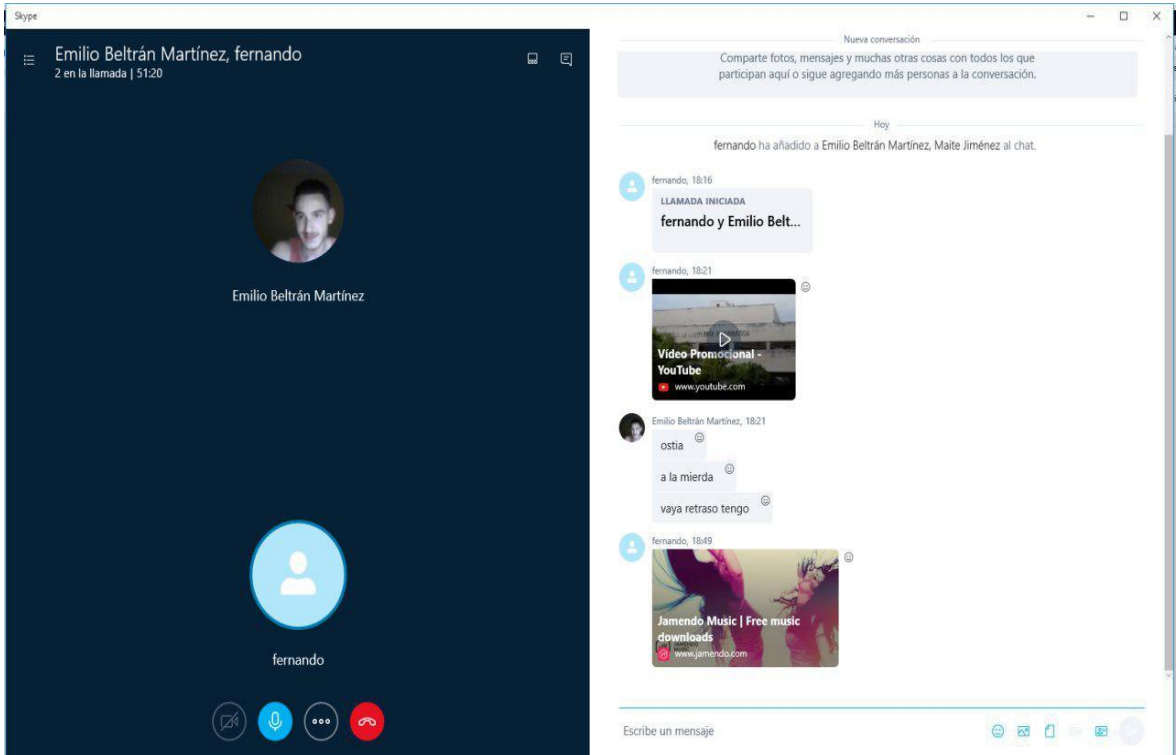 Skype
Emilio Beltrán Martínez, fernando
2 en la llamada | 51:20
Emilio Beltrán Martínez
fernando
Nueva conversación
Comparte fotos, mensajes y muchas otras cosas con todos los que
participan aquí o sigue agregando más personas a la conversación.
Hoy
fernando ha añadido a Emilio Beltrán Martínez, Maite Jiménez al chat.
fernando, 18:16
LLAMADA INICIADA
fernando y Emilio Belt...
fernando, 18:21
Vídeo Promocional -
YouTube
www.youtube.com
Emilio Beltrán Martínez, 18:21
ostia
a la mierda
vaya retraso tengo
fernando, 18:49
Jamendo Music | Free music
downloads
www.jamendo.com
Escribe un mensaje